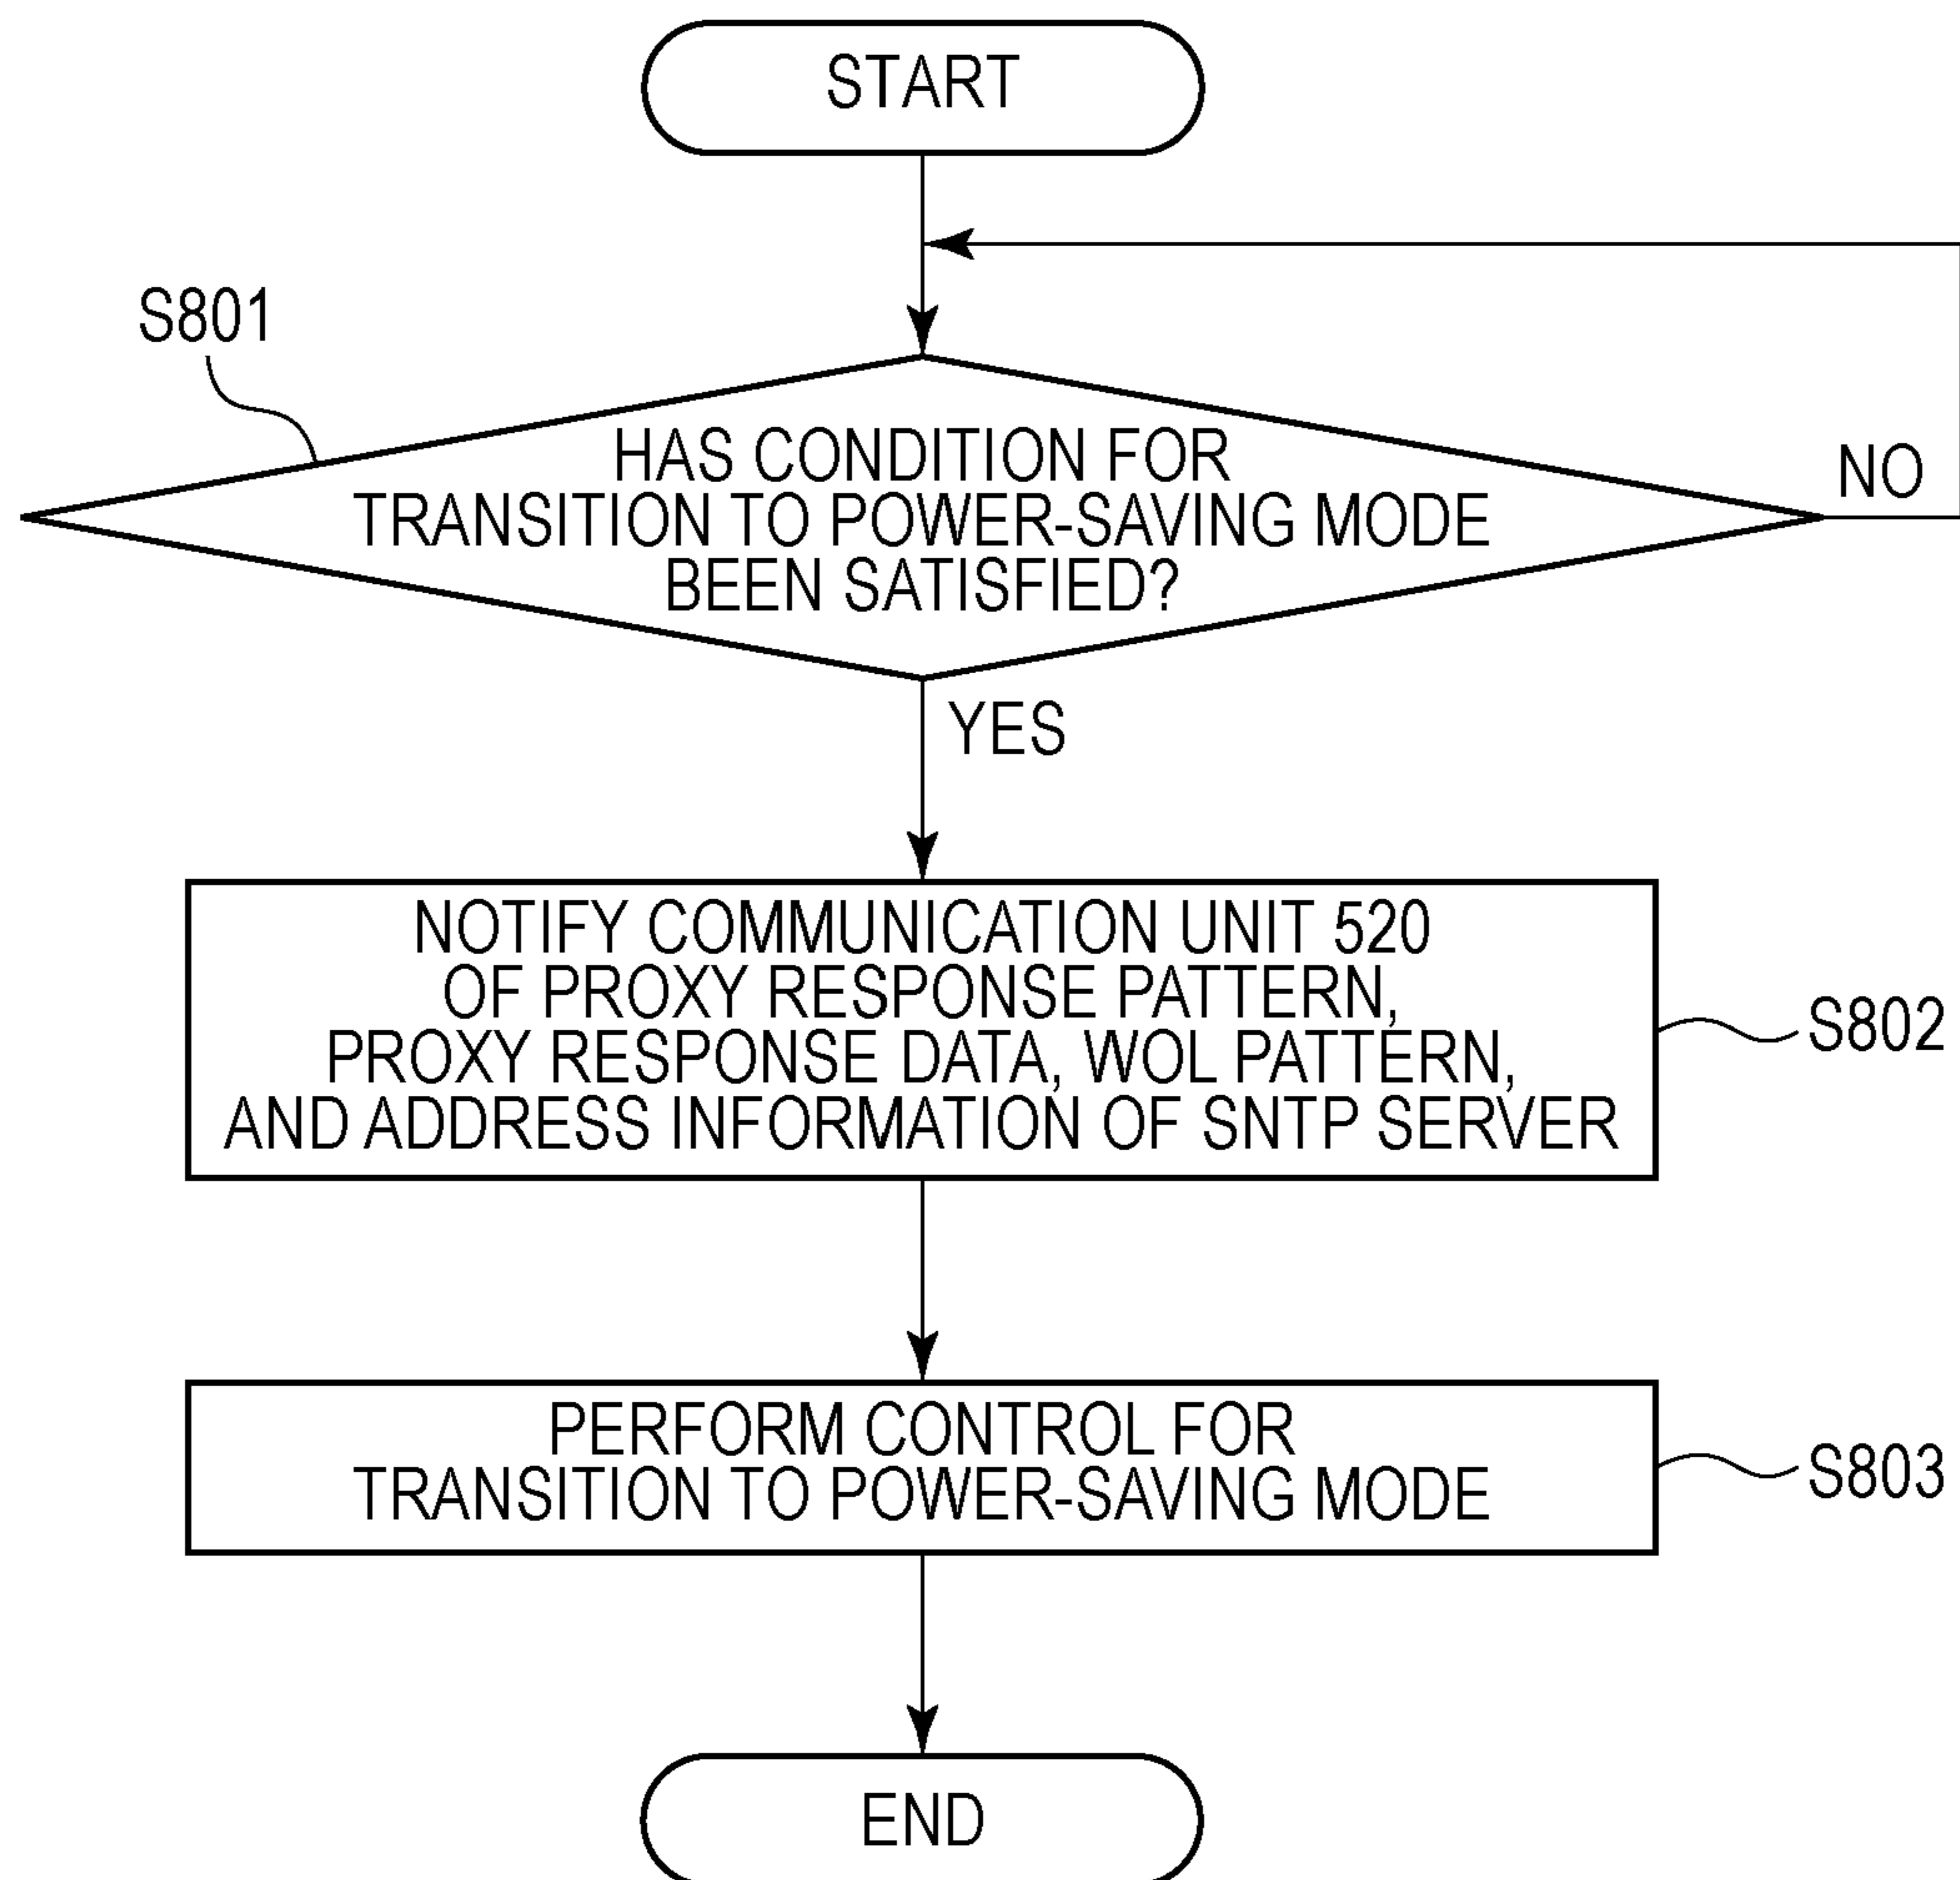 START
S801
HAS CONDITION FOR
TRANSITION TO POWER-SAVING MODE
BEEN SATISFIED?
NO
YES
NOTIFY COMMUNICATION UNIT 520
OF PROXY RESPONSE PATTERN,
PROXY RESPONSE DATA, WOL PATTERN,
AND ADDRESS INFORMATION OF SNTP SERVER
S802
PERFORM CONTROL FOR
TRANSITION TO POWER-SAVING MODE
S803
END